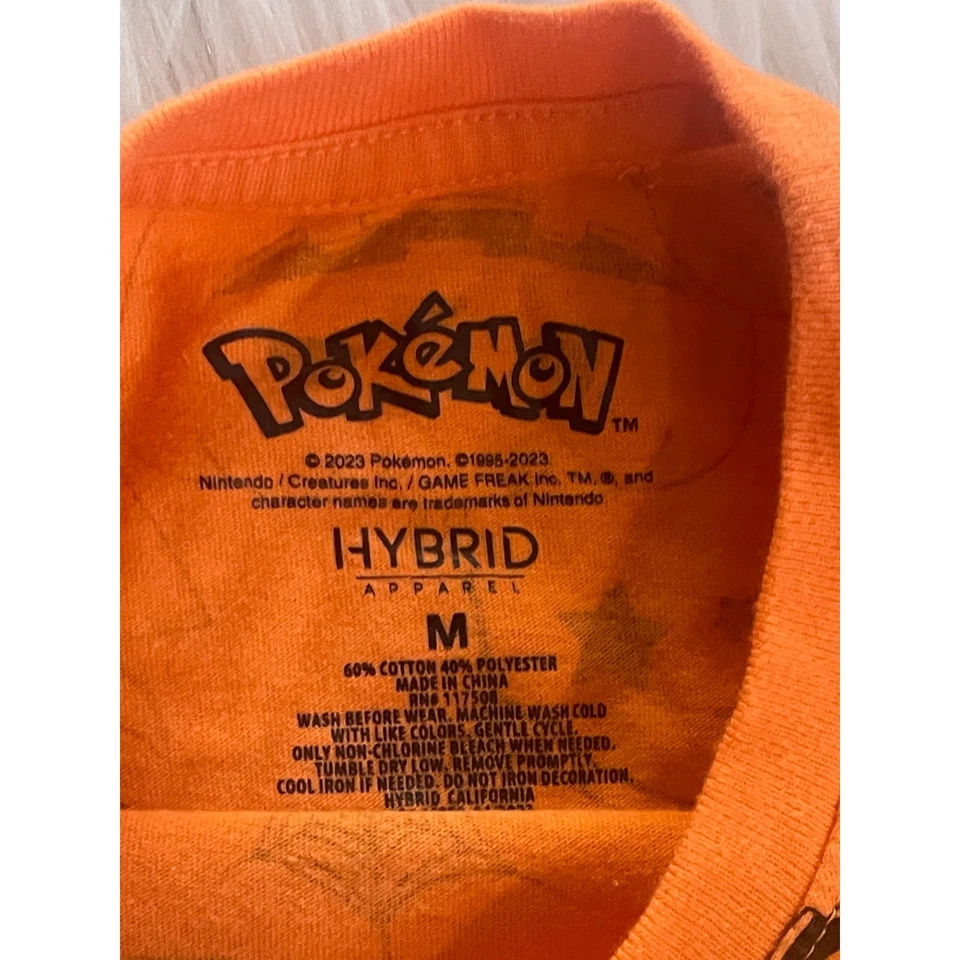 POKéMON TM
© 2023 Pokémon. ©1995-2023
Nintendo / Creatures Inc. / GAME FREAK inc. TM, ®, and
character names are trademarks of Nintendo
HYBRID
APPAREL
M
60% COTTON 40% POLYESTER
MADE IN CHINA
RN# 117508
WASH BEFORE WEAR. MACHINE WASH COLD
WITH LIKE COLORS. GENTLE CYCLE.
ONLY NON-CHLORINE BLEACH WHEN NEEDED.
TUMBLE DRY LOW. REMOVE PROMPTLY.
COOL IRON IF NEEDED. DO NOT IRON DECORATION.
HYBRID, CALIFORNIA